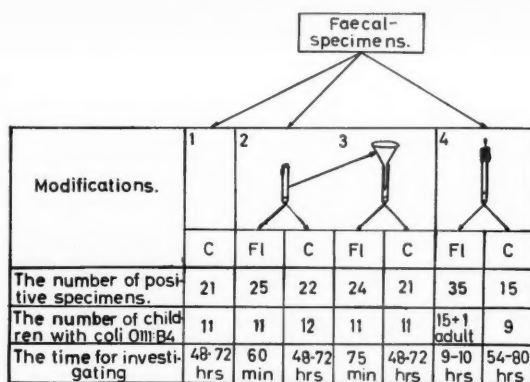 Faecal-
specimens.
1 2 3 4
Modifications.
C Fl C Fl C Fl C
The number of posi-
tive specimens. 21 25 22 24 21 35 15
The number of child-
ren with coli O111:B4 11 11 12 11 11 15+1 adult 9
The time for investi-
gating 48-72 hrs 60 min 48-72 hrs 75 min 48-72 hrs 9-10 hrs 54-80 hrs